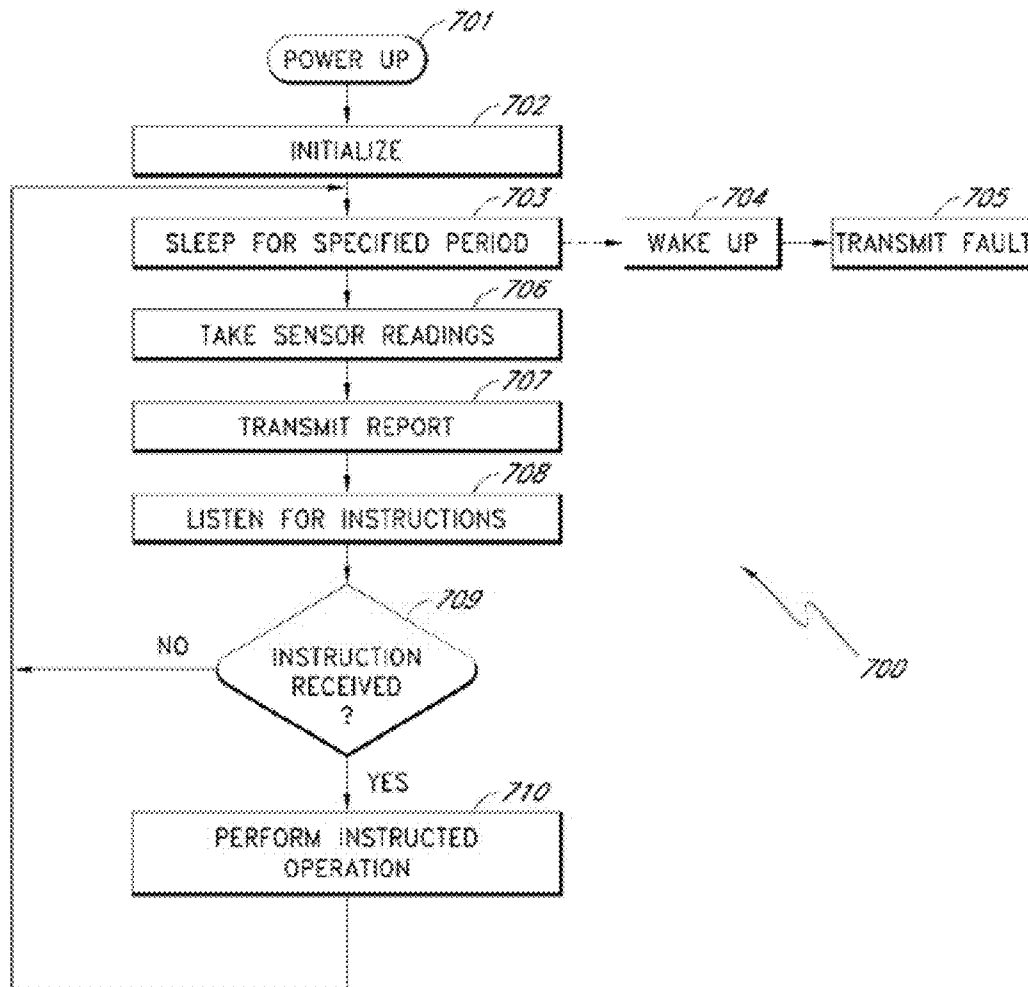 701
POWER UP
702
INITIALIZE
703
SLEEP FOR SPECIFIED PERIOD
704
WAKE UP
705
TRANSMIT FAULT
706
TAKE SENSOR READINGS
707
TRANSMIT REPORT
708
LISTEN FOR INSTRUCTIONS
709
INSTRUCTION
RECEIVED
?
NO
700
YES
710
PERFORM INSTRUCTED
OPERATION